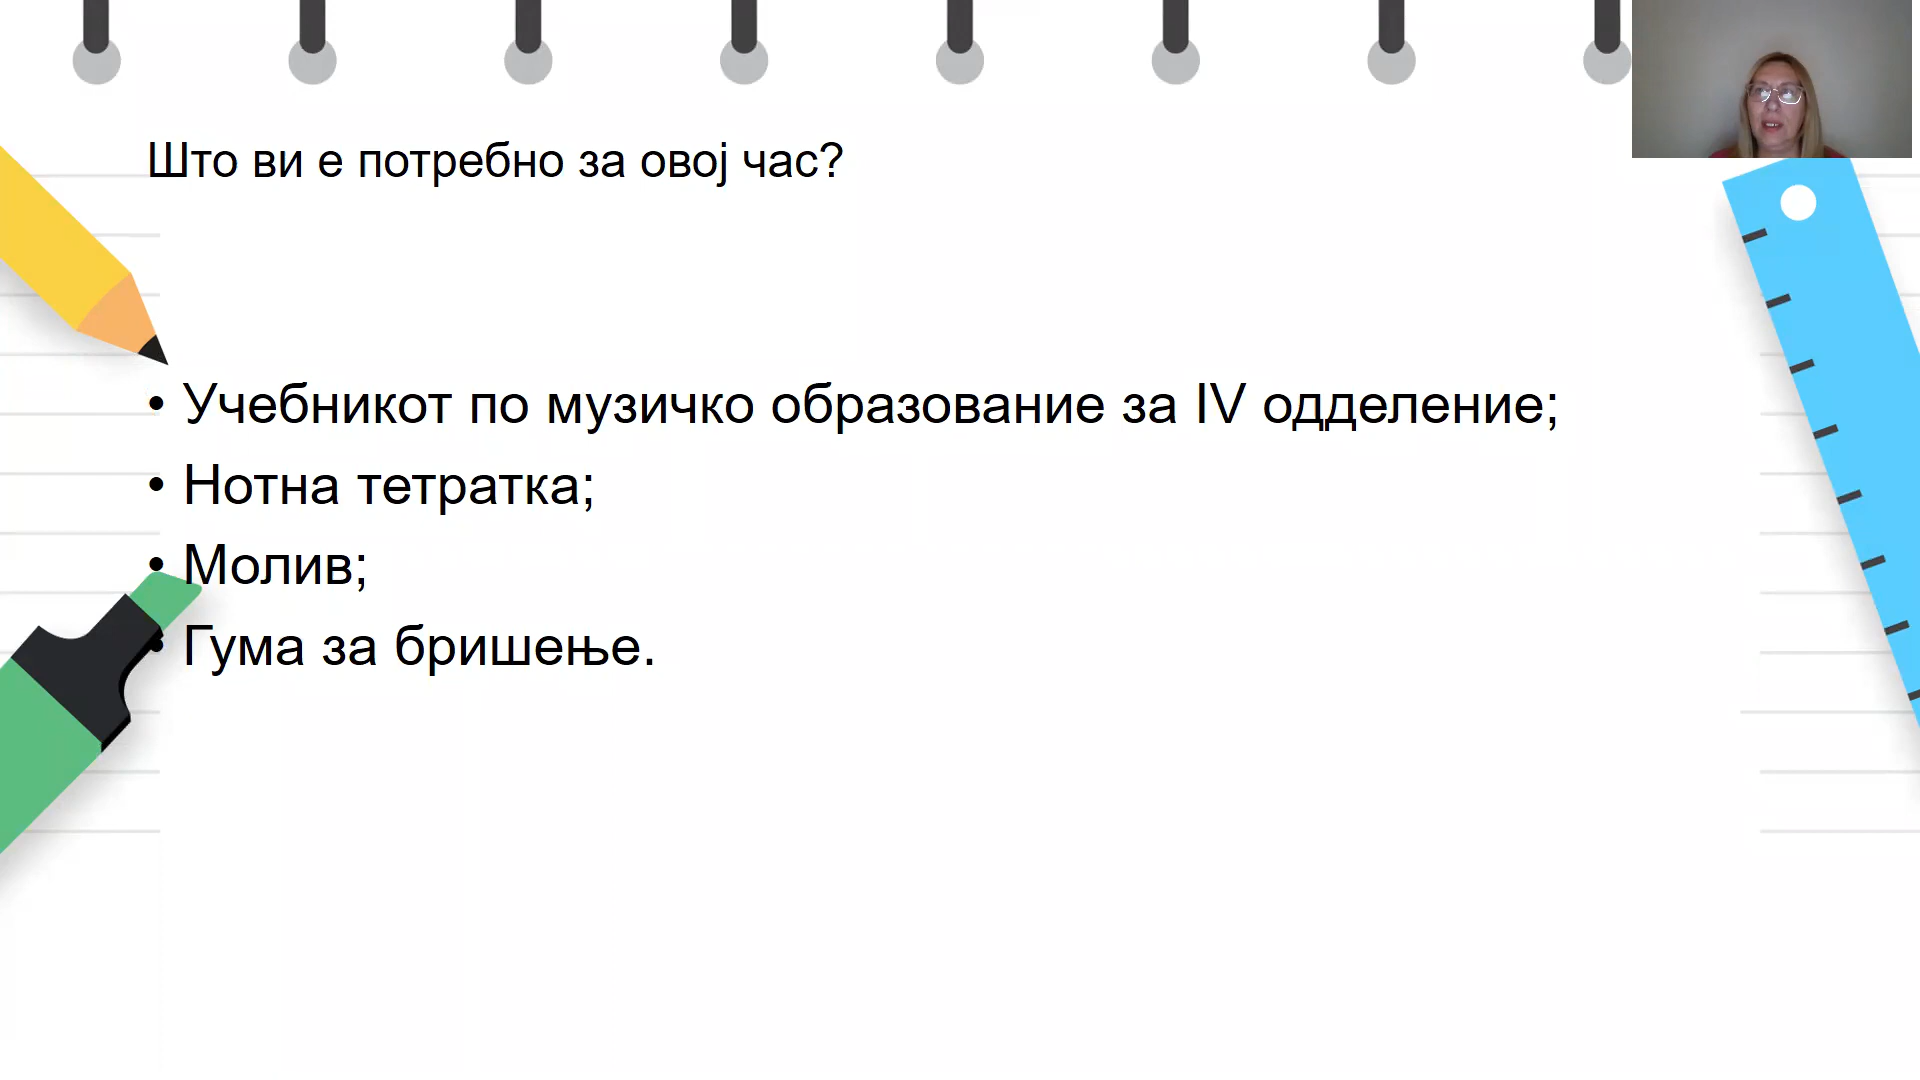 Што ви е потребно за овој час?
• Учебникот по музичко образование за IV одделение;
• Нотна тетратка;
• Молив;
• Гума за бришење.